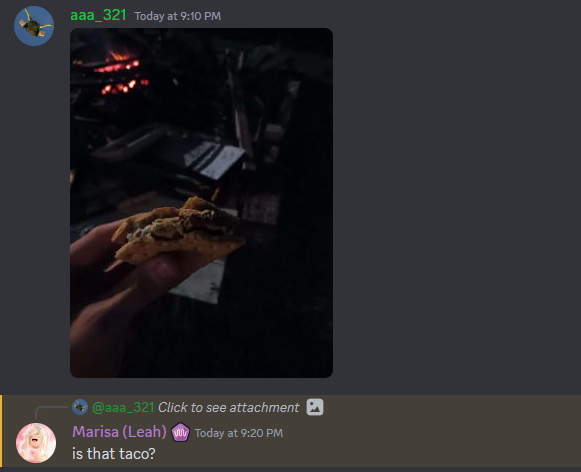 aaa_321 Today at 9:10 PM
@aaa_321 Click to see attachment
Marisa (Leah) Today at 9:20 PM
is that taco?